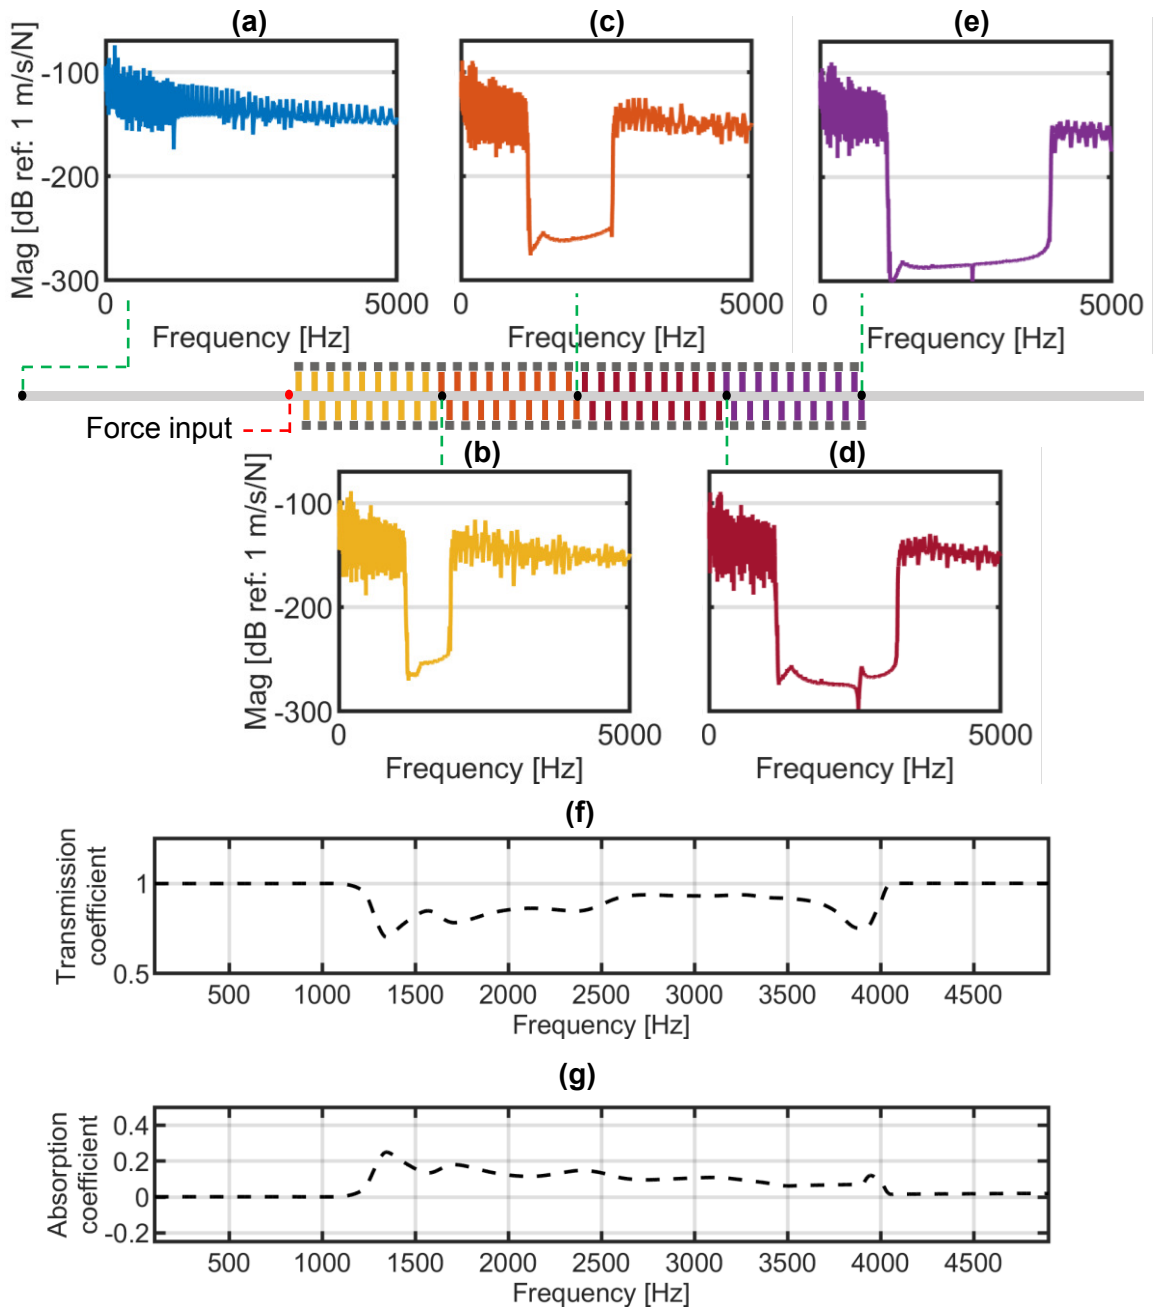 (a)
(c)
(e)
Mag [dB ref: 1 m/s/N]
-100
-200
-300
0
5000
Frequency [Hz]
0
5000
Frequency [Hz]
0
5000
Frequency [Hz]
Force input
(b)
(d)
Mag [dB ref: 1 m/s/N]
-100
-200
-300
0
5000
Frequency [Hz]
0
5000
Frequency [Hz]
(f)
Transmission
coefficient
1
0.5
500 1000 1500 2000 2500 3000 3500 4000 4500
Frequency [Hz]
(g)
Absorption
coefficient
0.4
0.2
0
-0.2
500 1000 1500 2000 2500 3000 3500 4000 4500
Frequency [Hz]